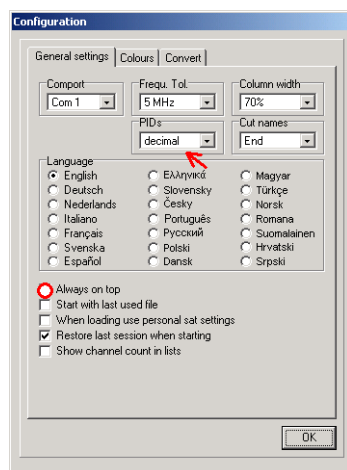 Configuration
General settings Colours Convert
Comport Frequ. Tol. Column width
Com 1 5 MHz 70%
PIDs Cut names
decimal End
Language
English Ελληνικά Magyar
Deutsch Slovensky Türkçe
Nederlands Česky Norsk
Italiano Português Romana
Français Русский Suomalainen
Svenska Polski Hrvatski
Español Dansk Srpski
Always on top
Start with last used file
When loading use personal sat settings
Restore last session when starting
Show channel count in lists
OK